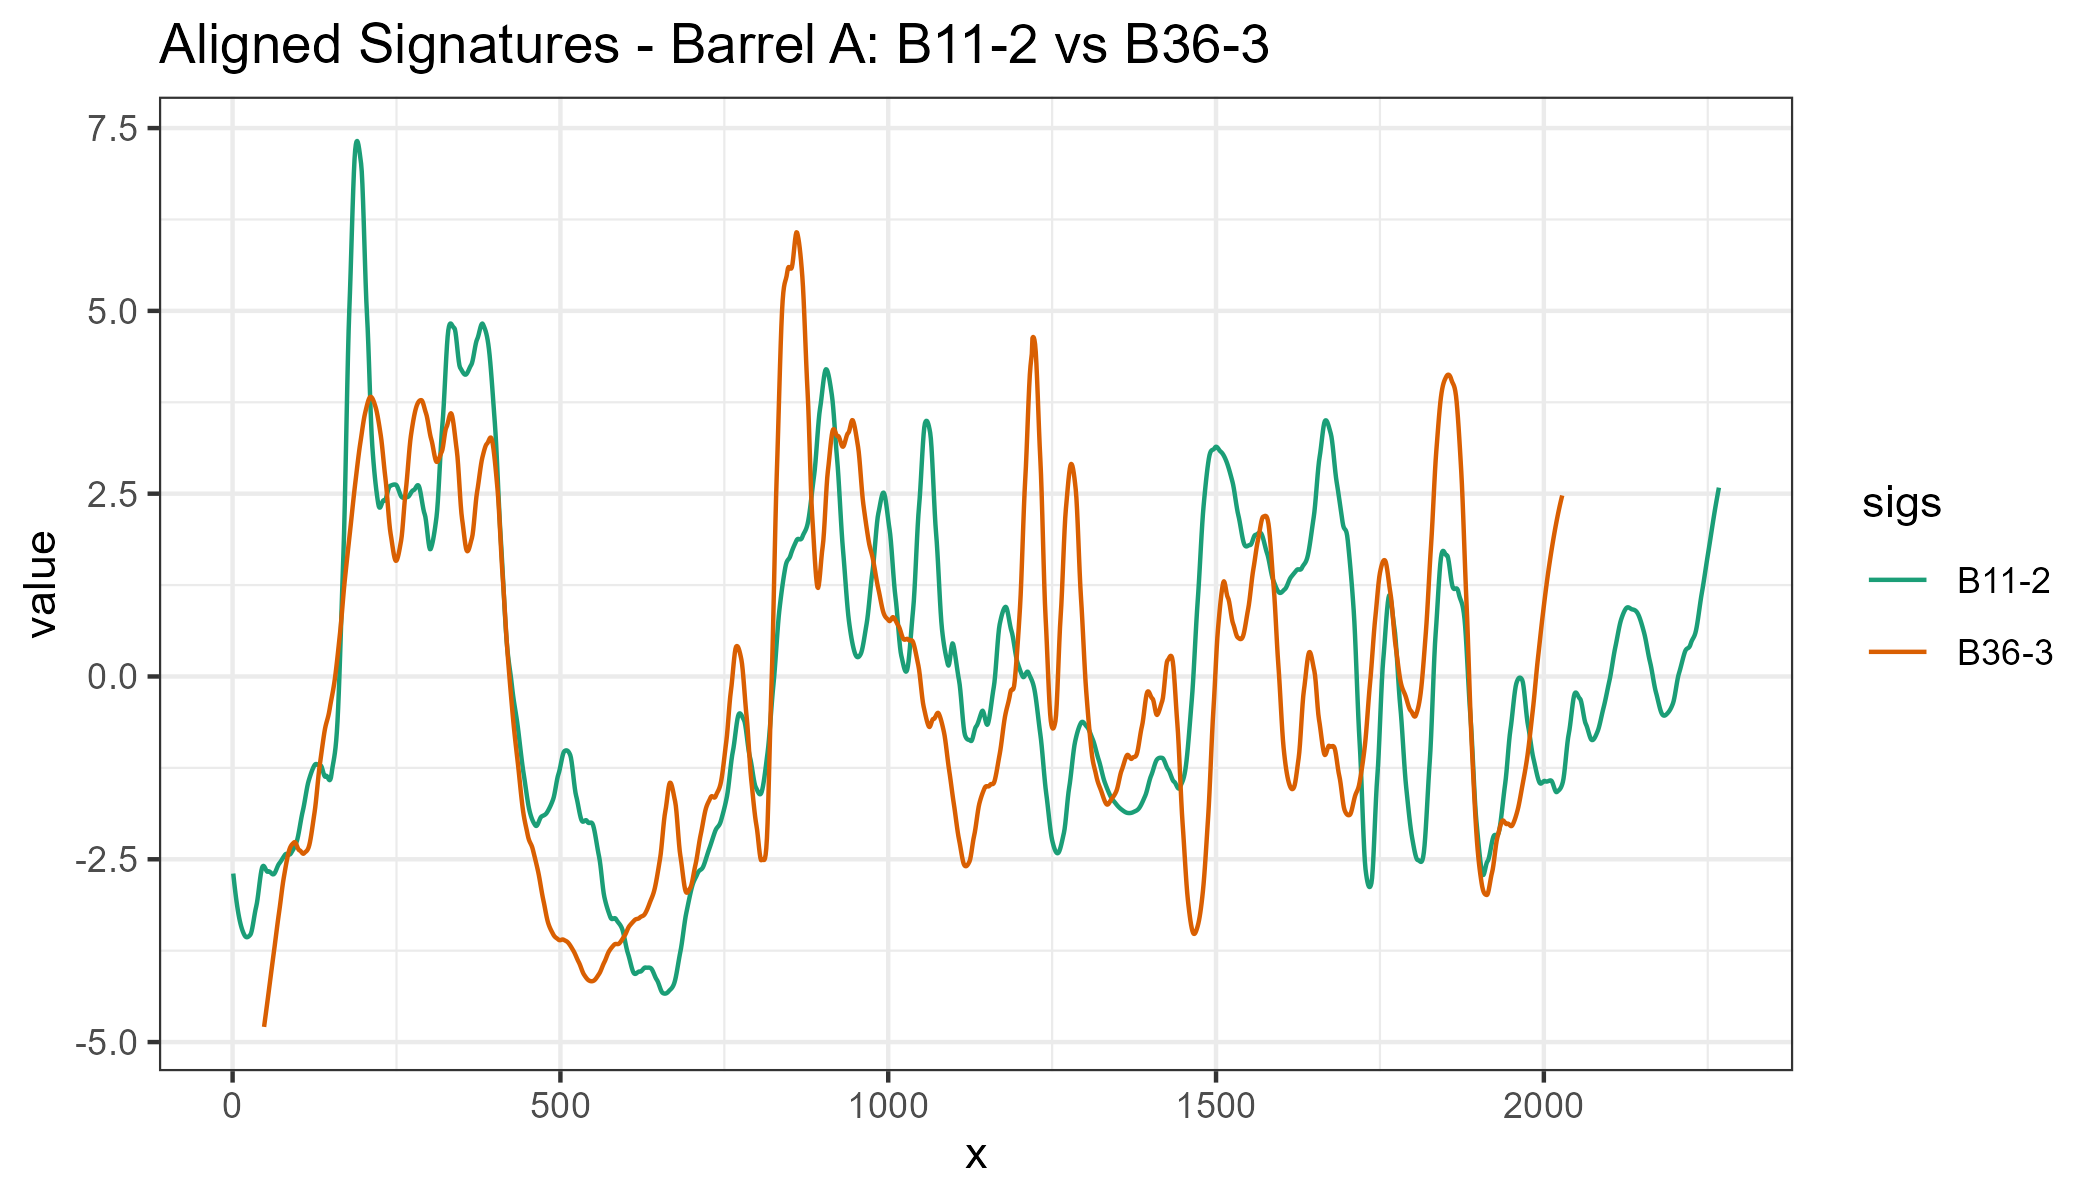 Aligned Signatures - Barrel A: B11-2 vs B36-3
7.5
5.0
2.5
0.0
-2.5
-5.0
value
0 500 1000 1500 2000
x
sigs
B11-2
B36-3